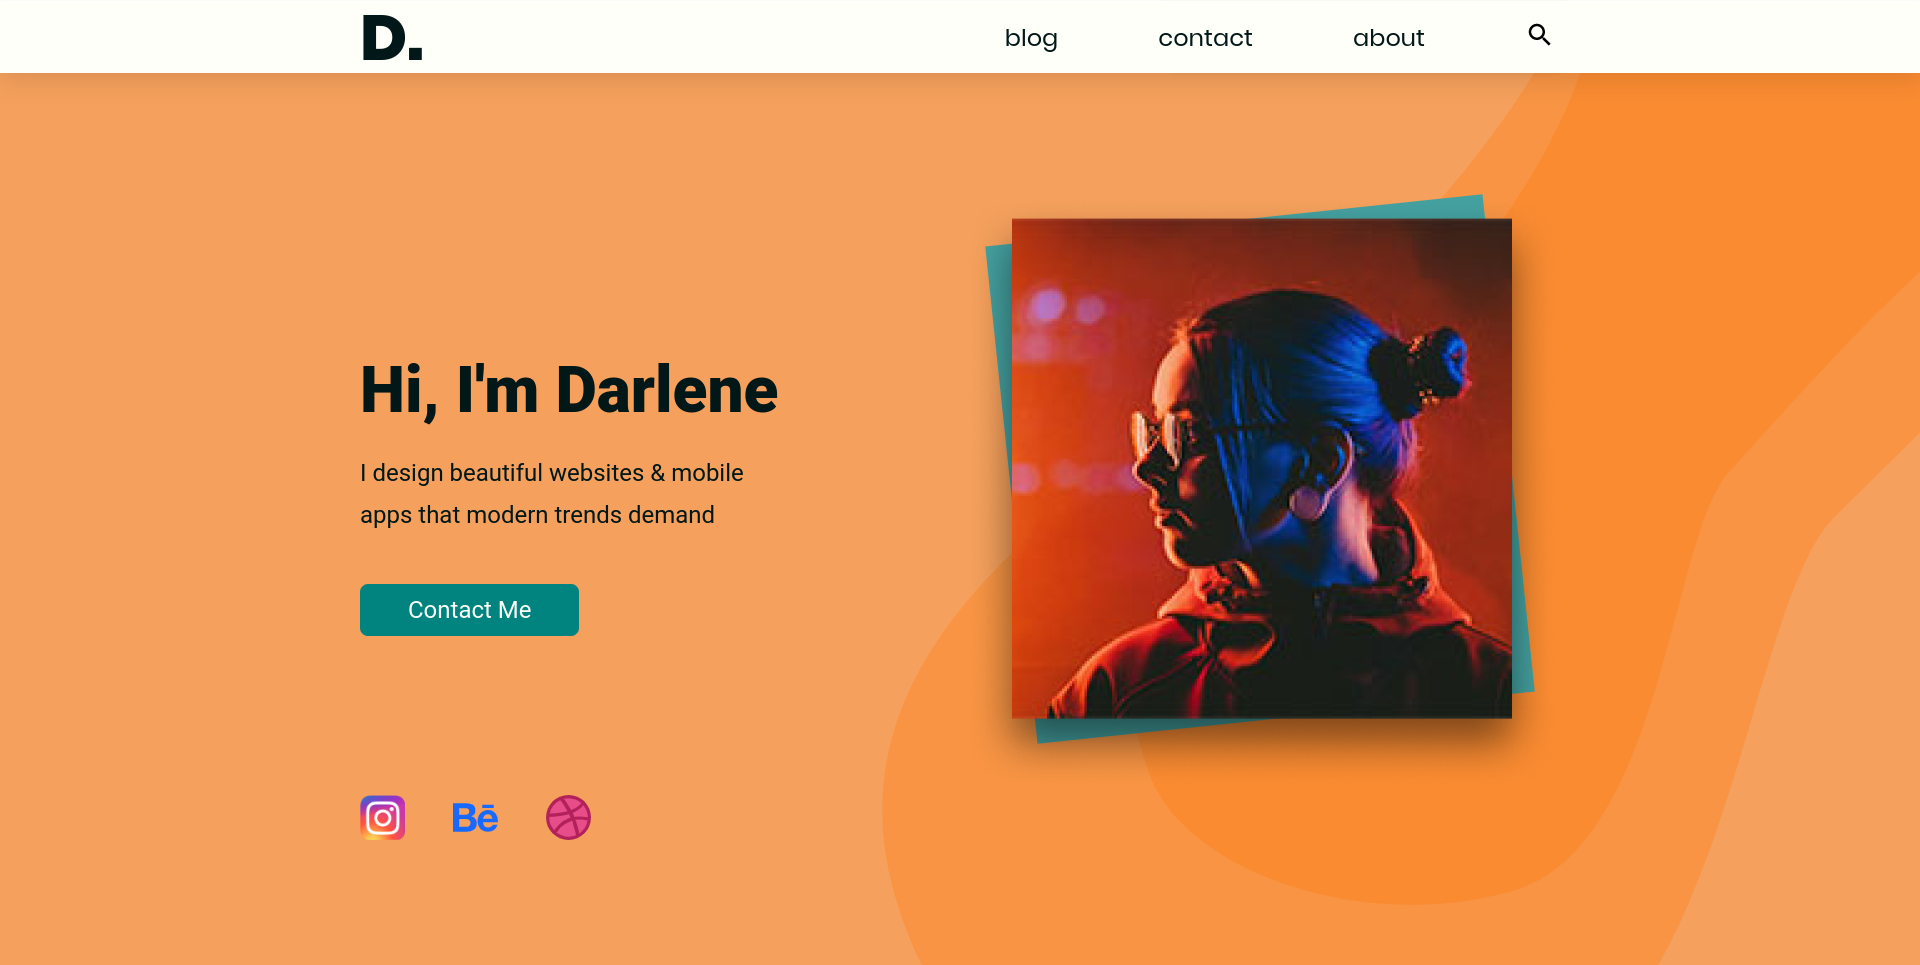 D.
blog
contact
about
Hi, I'm Darlene
I design beautiful websites & mobile
apps that modern trends demand
Contact Me
Bē